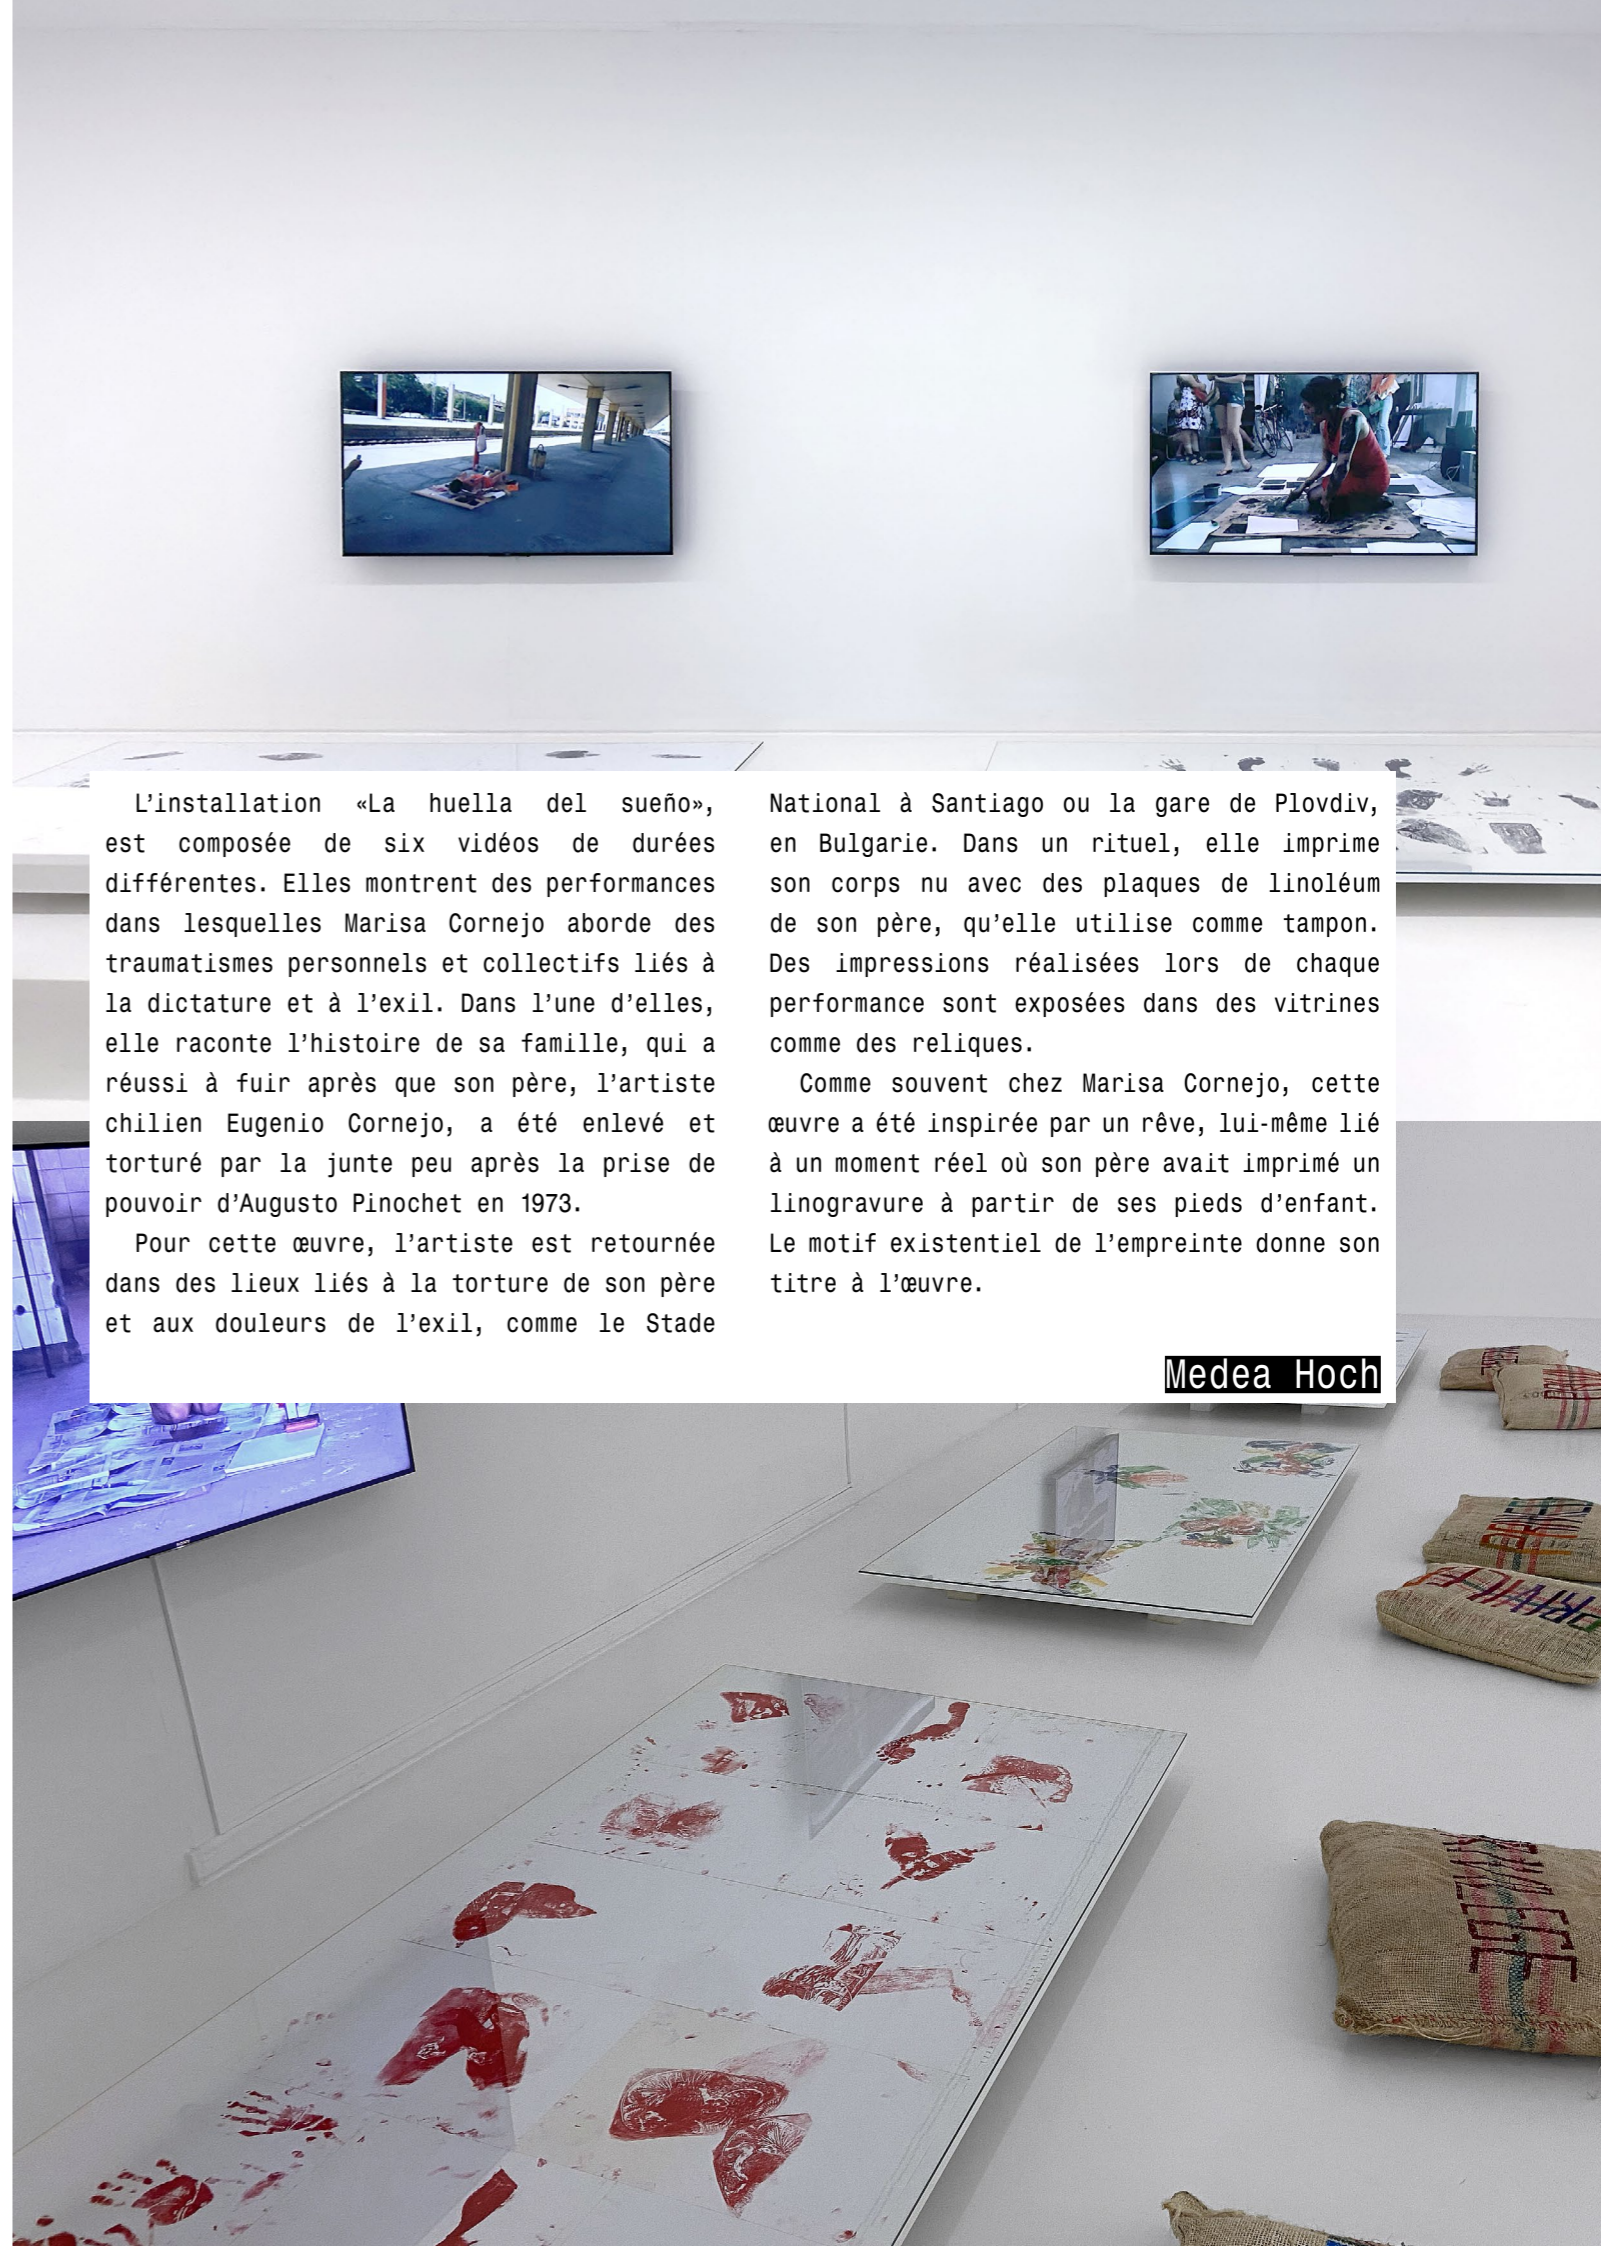 L’installation «La huella del sueño»,
est composée de six vidéos de durées
différentes. Elles montrent des performances
dans lesquelles Marisa Cornejo aborde des
traumatismes personnels et collectifs liés à
la dictature et à l’exil. Dans l’une d’elles,
elle raconte l’histoire de sa famille, qui a
réussi à fuir après que son père, l’artiste
chilien Eugenio Cornejo, a été enlevé et
torturé par la junte peu après la prise de
pouvoir d’Augusto Pinochet en 1973.
Pour cette œuvre, l’artiste est retournée
dans des lieux liés à la torture de son père
et aux douleurs de l’exil, comme le Stade
National à Santiago ou la gare de Plovdiv,
en Bulgarie. Dans un rituel, elle imprime
son corps nu avec des plaques de linoléum
de son père, qu’elle utilise comme tampon.
Des impressions réalisées lors de chaque
performance sont exposées dans des vitrines
comme des reliques.
Comme souvent chez Marisa Cornejo, cette
œuvre a été inspirée par un rêve, lui-même lié
à un moment réel où son père avait imprimé un
linogravure à partir de ses pieds d’enfant.
Le motif existentiel de l’empreinte donne son
titre à l’œuvre.
Medea Hoch